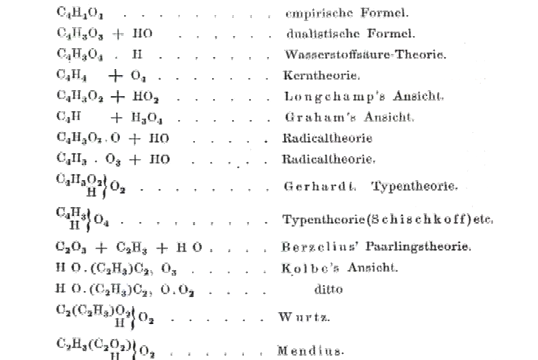 C₄H₄O₄ . . . . . . . . empirische Formel.
C₄H₃O₃ + HO . . . . . . dualistische Formel.
C₄H₃O₄ . H . . . . . . Wasserstoffsäure-Theorie.
C₄H₄ + O₄ . . . . . . . Kerntheorie.
C₄H₃O₂ + HO₂ . . . . . . Longchamp's Ansicht.
C₄H + H₃O₄ . . . . . . Graham's Ansicht.
C₄H₃O₂.O + HO . . . . . Radicaltheorie
C₄H₃ . O₃ + HO . . . . . Radicaltheorie.
C₄H₃O₂
H }O₂ . . . . . . . . Gerhardt. Typentheorie.
C₄H₃
H }O₄ . . . . . . . . Typentheorie(Schischkoff)etc.
C₂O₃ + C₂H₃ + H O . . . . Berzelius' Paarlingstheorie.
H O.(C₂H₃)C₂, O₃ . . . . . Kolbe's Ansicht.
H O.(C₂H₃)C₂, O.O₂ . . . . ditto
C₂(C₂H₃)O₂
H }O₂ . . . . . . Wurtz.
C₂H₃(C₂O₂)
H }O₂ . . . . . . Mendius.